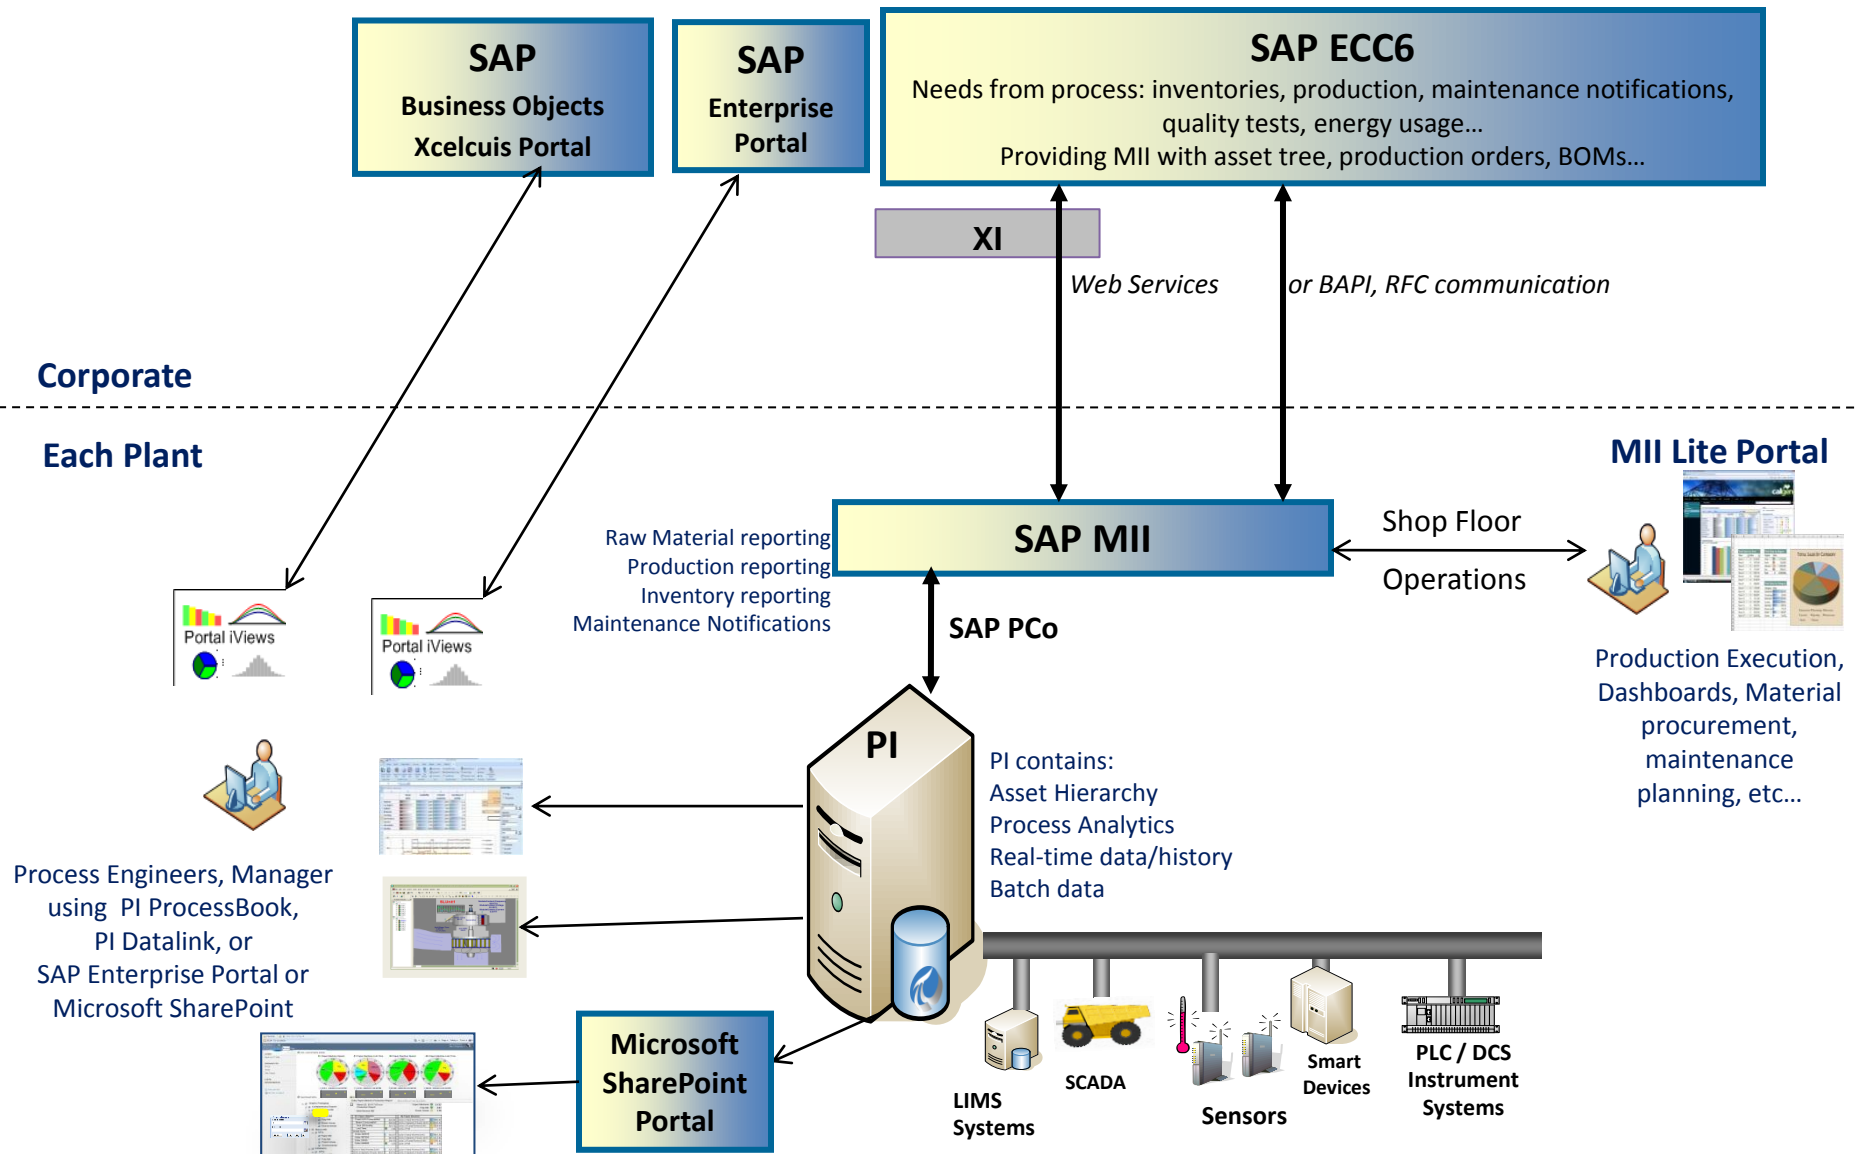 SAP
Business Objects
Xcelcuis Portal
SAP
Enterprise
Portal
SAP ECC6
Needs from process: inventories, production, maintenance notifications,
quality tests, energy usage...
Providing MII with asset tree, production orders, BOMs...
XI
Web Services
or BAPI, RFC communication
Corporate
Each Plant
MII Lite Portal
SAP MII
Shop Floor
Operations
Raw Material reporting
Production reporting
Inventory reporting
Maintenance Notifications
SAP PCo
Portal iViews
Portal iViews
Production Execution,
Dashboards, Material
procurement,
maintenance
planning, etc...
PI
PI contains:
Asset Hierarchy
Process Analytics
Real-time data/history
Batch data
Process Engineers, Manager
using  PI ProcessBook,
PI Datalink, or
SAP Enterprise Portal or
Microsoft SharePoint
Microsoft
SharePoint
Portal
LIMS
Systems
SCADA
Sensors
Smart
Devices
PLC / DCS
Instrument
Systems